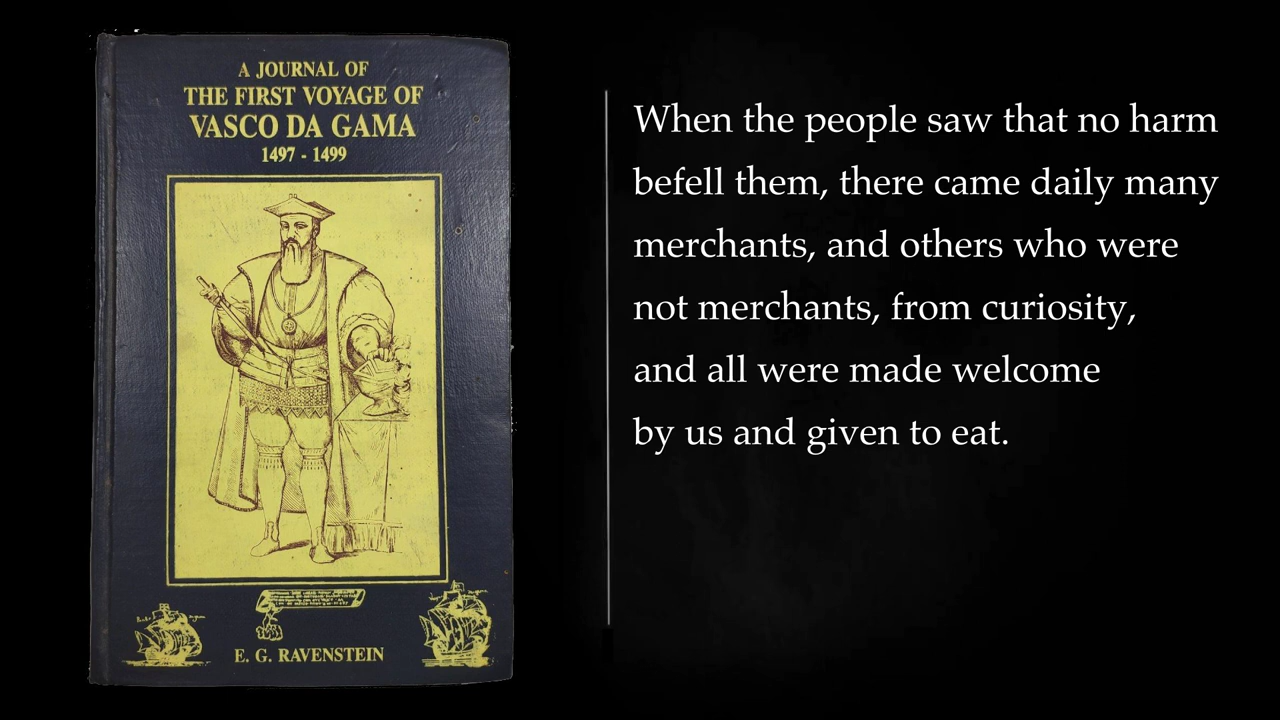 A JOURNAL OF
THE FIRST VOYAGE OF
VASCO DA GAMA
1497 - 1499
E. G. RAVENSTEIN
When the people saw that no harm
befell them, there came daily many
merchants, and others who were
not merchants, from curiosity,
and all were made welcome
by us and given to eat.